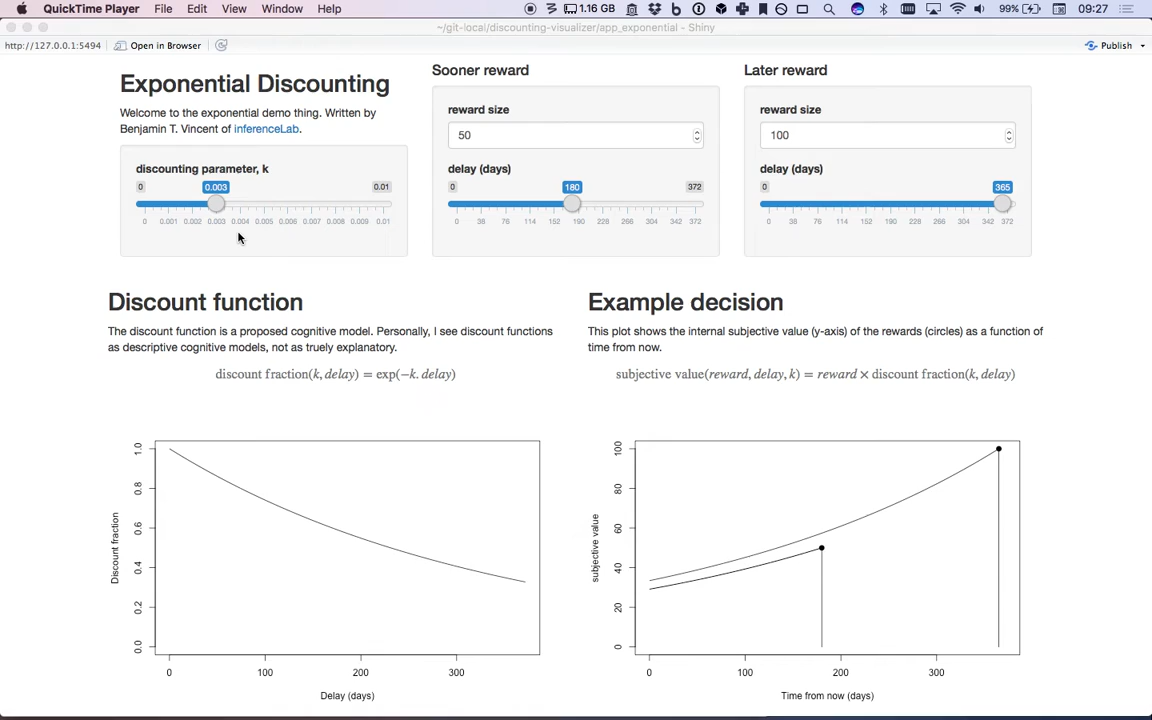 QuickTime Player File Edit View Window Help 1.16 GB 99% 09:27
~/git-local/discounting-visualizer/app_exponential - Shiny
http://127.0.0.1:5494 Open in Browser Publish
Exponential Discounting
Welcome to the exponential demo thing. Written by
Benjamin T. Vincent of inferenceLab.
discounting parameter, k
0 0.003 0.01
0 0.001 0.002 0.003 0.004 0.005 0.006 0.007 0.008 0.009 0.01
Sooner reward
reward size
50
delay (days)
0 180 372
0 38 76 114 152 190 228 266 298 335 372
Later reward
reward size
100
delay (days)
0 365
0 38 76 114 152 190 228 266 298 335 372
Discount function
The discount function is a proposed cognitive model. Personally, I see discount functions
as descriptive cognitive models, not as truely explanatory.
discount fraction(k, delay) = exp(−k. delay)
Discount fraction
1.0
0.8
0.6
0.4
0.2
0.0
0 100 200 300
Delay (days)
Example decision
This plot shows the internal subjective value (y-axis) of the rewards (circles) as a function of
time from now.
subjective value(reward, delay, k) = reward × discount fraction(k, delay)
subjective value
100
80
60
40
20
0
0 100 200 300
Time from now (days)